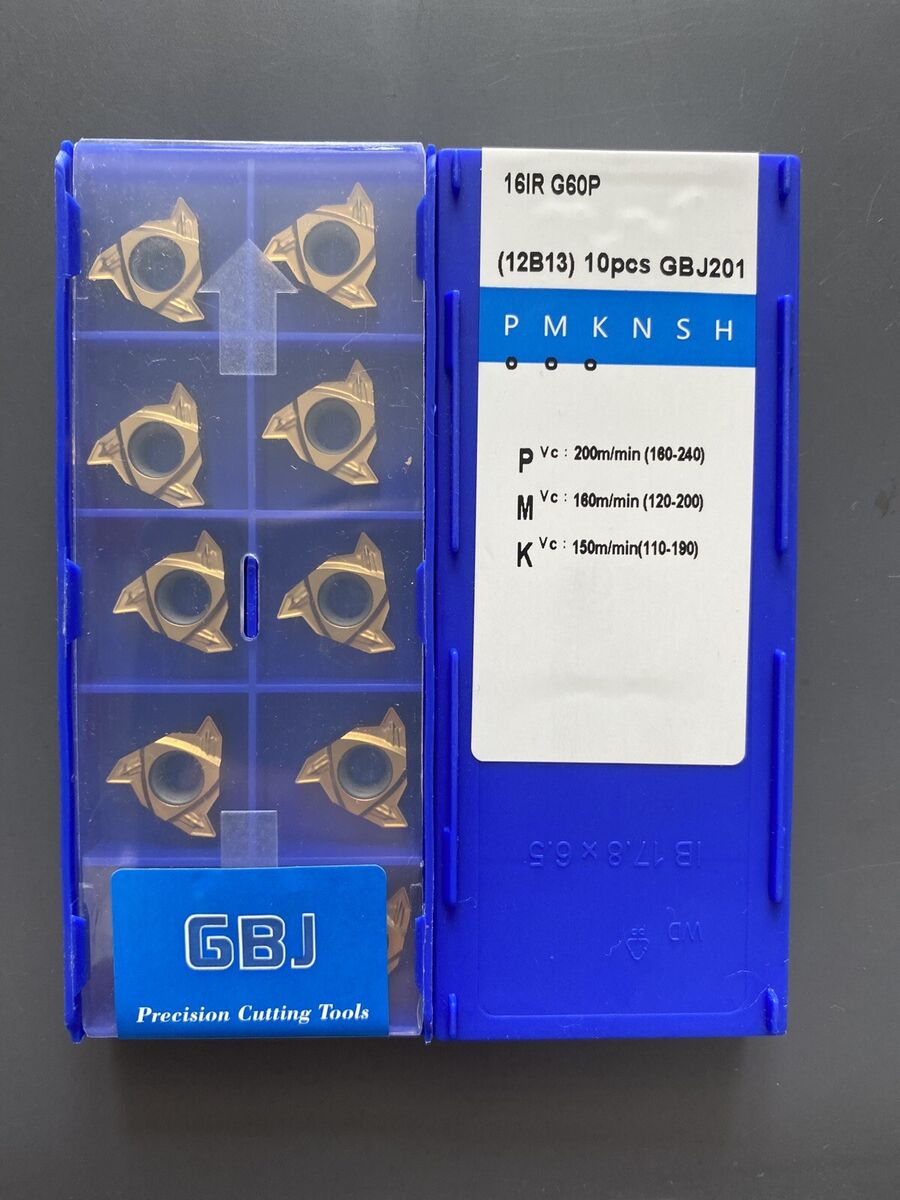 16IR G60P
(12B13) 10pcs GBJ201
P M K N S H
o o o
P Vc : 200m/min (160-240)
M Vc : 160m/min (120-200)
K Vc : 150m/min(110-190)
IB 17.8 × 6.5
WD
GBJ
Precision Cutting Tools